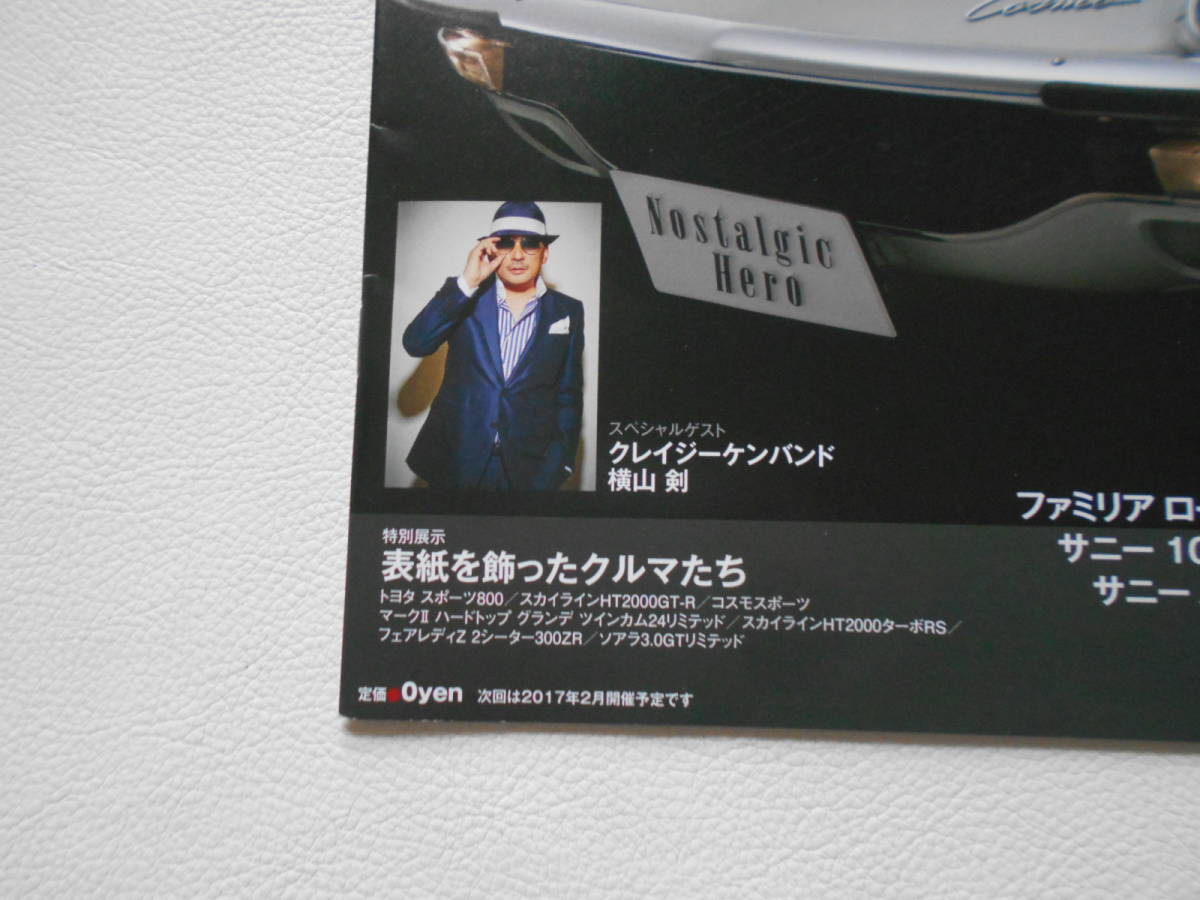 Cosmo
Nostalgic
Hero
スペシャルゲスト
クレイジーケンバンド
横山 剣
ファミリア ロー
サニー 10
サニー
特別展示
表紙を飾ったクルマたち
トヨタ スポーツ800/スカイラインHT2000GT-R/コスモスポーツ
マークⅡ ハードトップ グランデ ツインカム24リミテッド/スカイラインHT2000ターボRS/
フェアレディZ 2シーター300ZR/ソアラ3.0GTリミテッド
定価■0yen 次回は2017年2月開催予定です